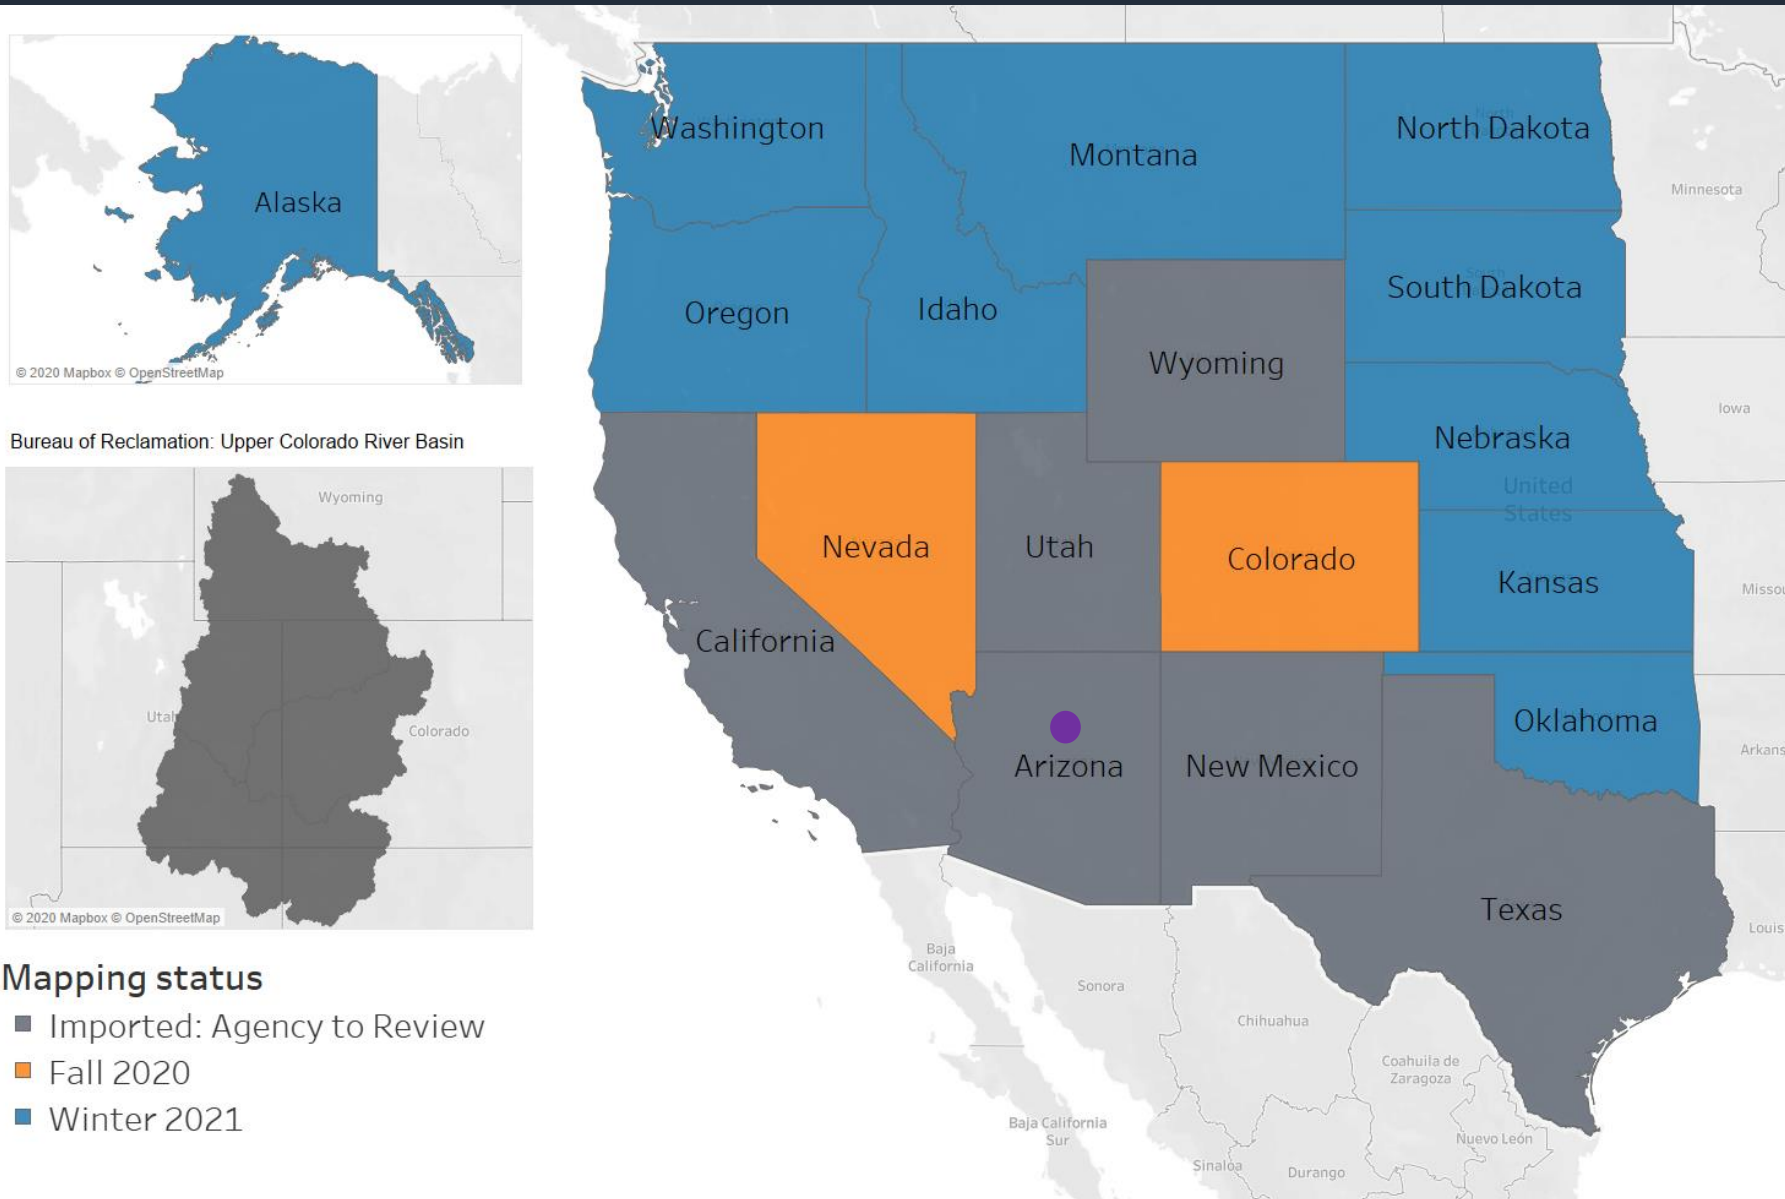 Alaska
© 2020 Mapbox © OpenStreetMap
Bureau of Reclamation: Upper Colorado River Basin
Wyoming
Utah
Colorado
© 2020 Mapbox © OpenStreetMap
Mapping status
Imported: Agency to Review
Fall 2020
Winter 2021
Washington
Montana
North Dakota
Minnesota
Oregon
Idaho
South Dakota
Wyoming
Iowa
Nebraska
United
States
Nevada
Utah
Colorado
Kansas
Missou
California
Oklahoma
Arkans
Arizona
New Mexico
Texas
Louis
Baja
California
Sonora
Chihuahua
Coahuila de
Zaragoza
Baja California
Sur
Nuevo León
Sinaloa
Durango